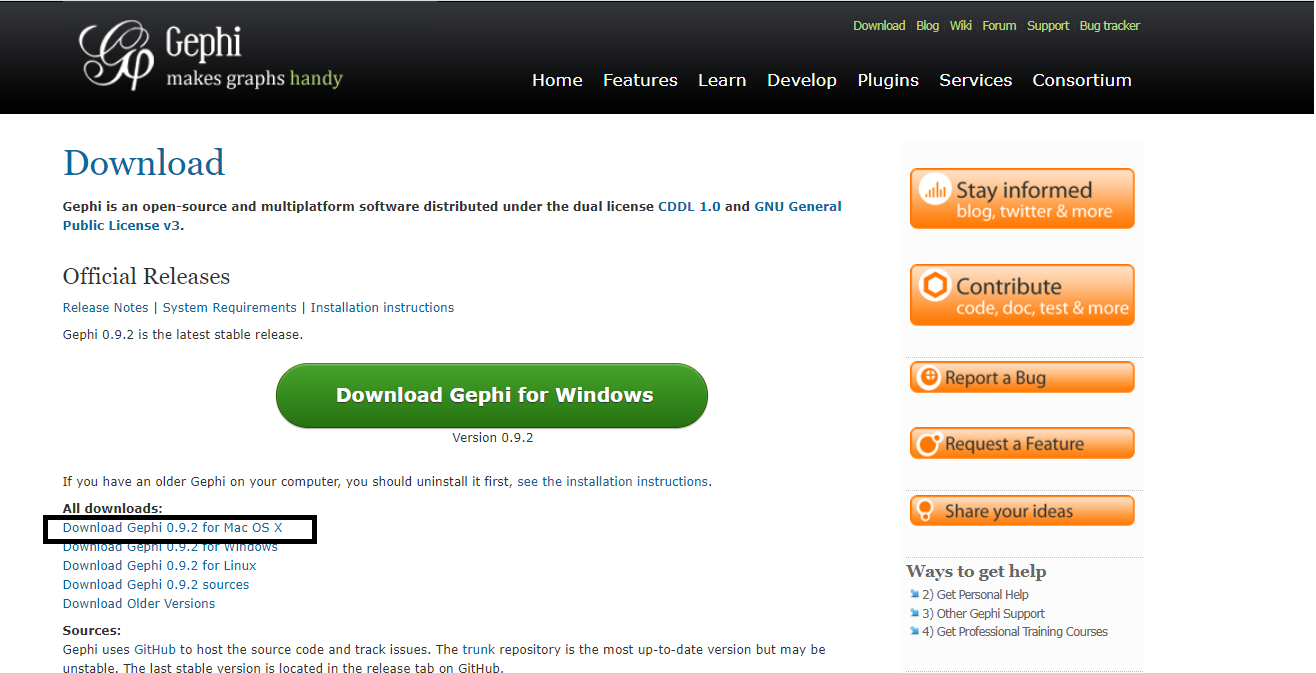 Download Blog Wiki Forum Support Bug tracker
Gephi
makes graphs handy
Home Features Learn Develop Plugins Services Consortium
Download
Gephi is an open-source and multiplatform software distributed under the dual license CDDL 1.0 and GNU General
Public License v3.
Official Releases
Release Notes | System Requirements | Installation instructions
Gephi 0.9.2 is the latest stable release.
Download Gephi for Windows
Version 0.9.2
If you have an older Gephi on your computer, you should uninstall it first, see the installation instructions.
All downloads:
Download Gephi 0.9.2 for Mac OS X
Download Gephi 0.9.2 for Windows
Download Gephi 0.9.2 for Linux
Download Gephi 0.9.2 sources
Download Older Versions
Sources:
Gephi uses GitHub to host the source code and track issues. The trunk repository is the most up-to-date version but may be
unstable. The last stable version is located in the release tab on GitHub.
Stay informed
blog, twitter & more
Contribute
code, doc, test & more
Report a Bug
Request a Feature
Share your ideas
Ways to get help
2) Get Personal Help
3) Other Gephi Support
4) Get Professional Training Courses